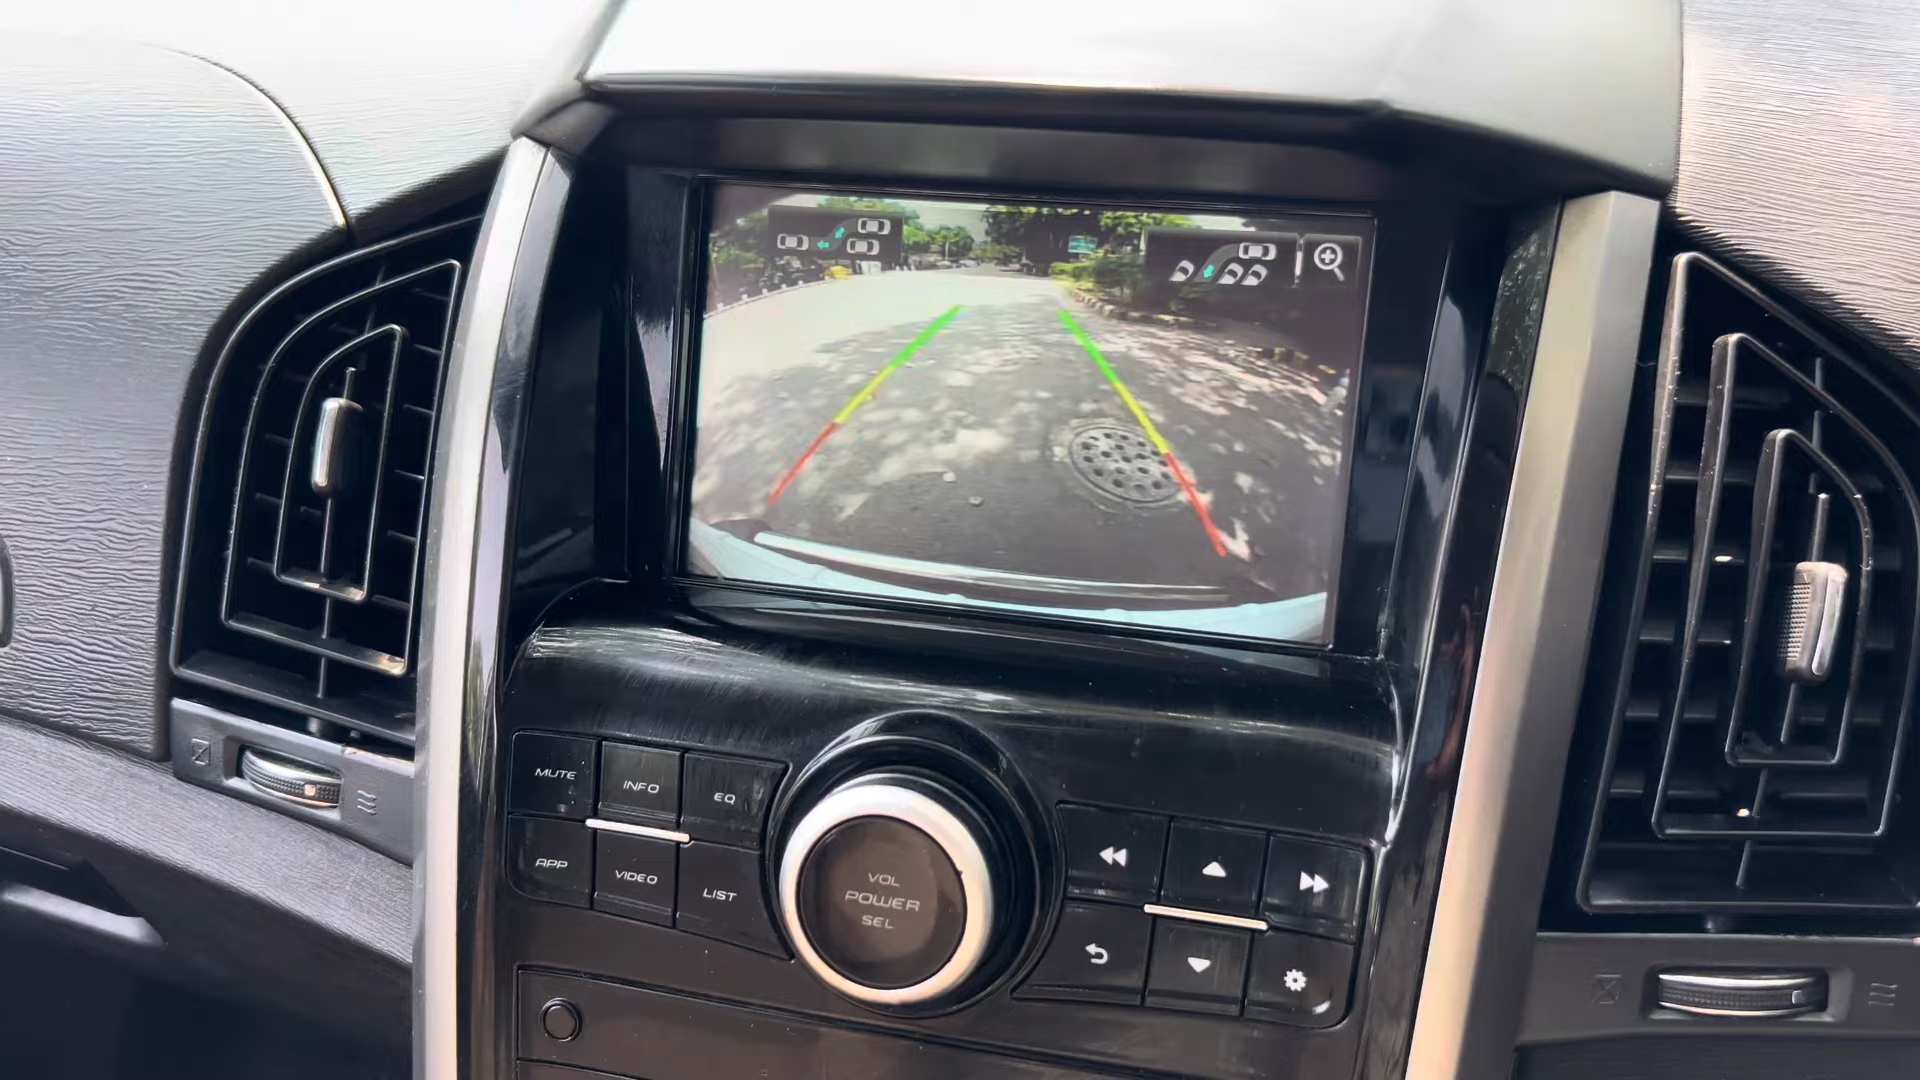 MUTE
INFO
EQ
APP
VIDEO
LIST
VOL
POWER
SEL